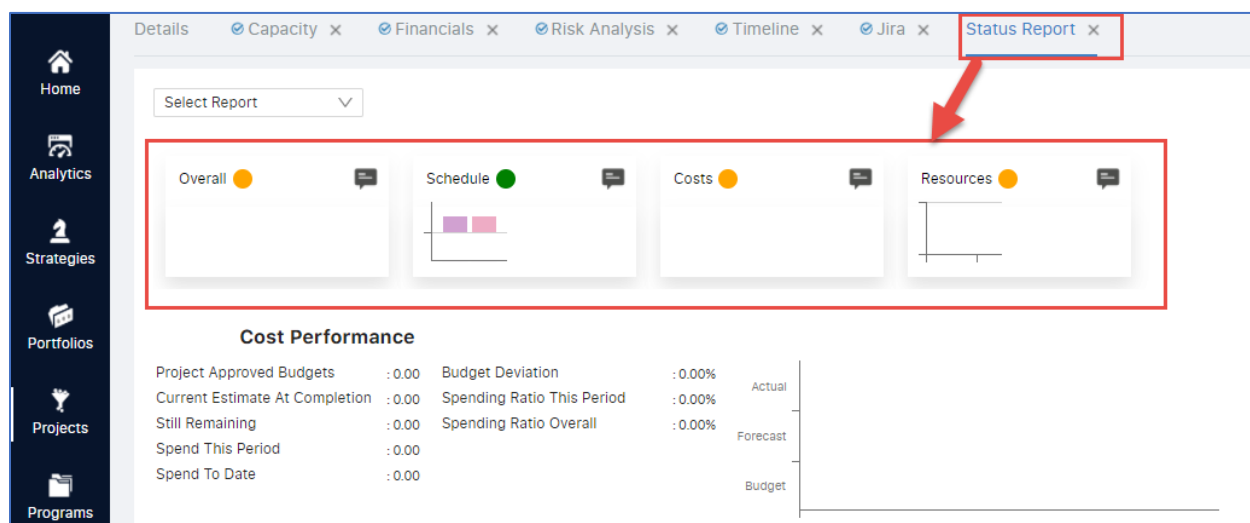 Details Capacity Financials Risk Analysis Timeline Jira Status Report
Home
Analytics
Strategies
Portfolios
Projects
Programs
Select Report
Overall Schedule Costs Resources
Cost Performance
Project Approved Budgets : 0.00 Budget Deviation : 0.00%
Current Estimate At Completion : 0.00 Spending Ratio This Period : 0.00%
Still Remaining : 0.00 Spending Ratio Overall : 0.00%
Spend This Period : 0.00
Spend To Date : 0.00
Actual
Forecast
Budget